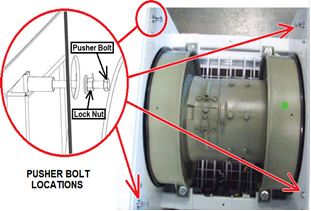 Pusher Bolt
Lock Nut
PUSHER BOLT
LOCATIONS